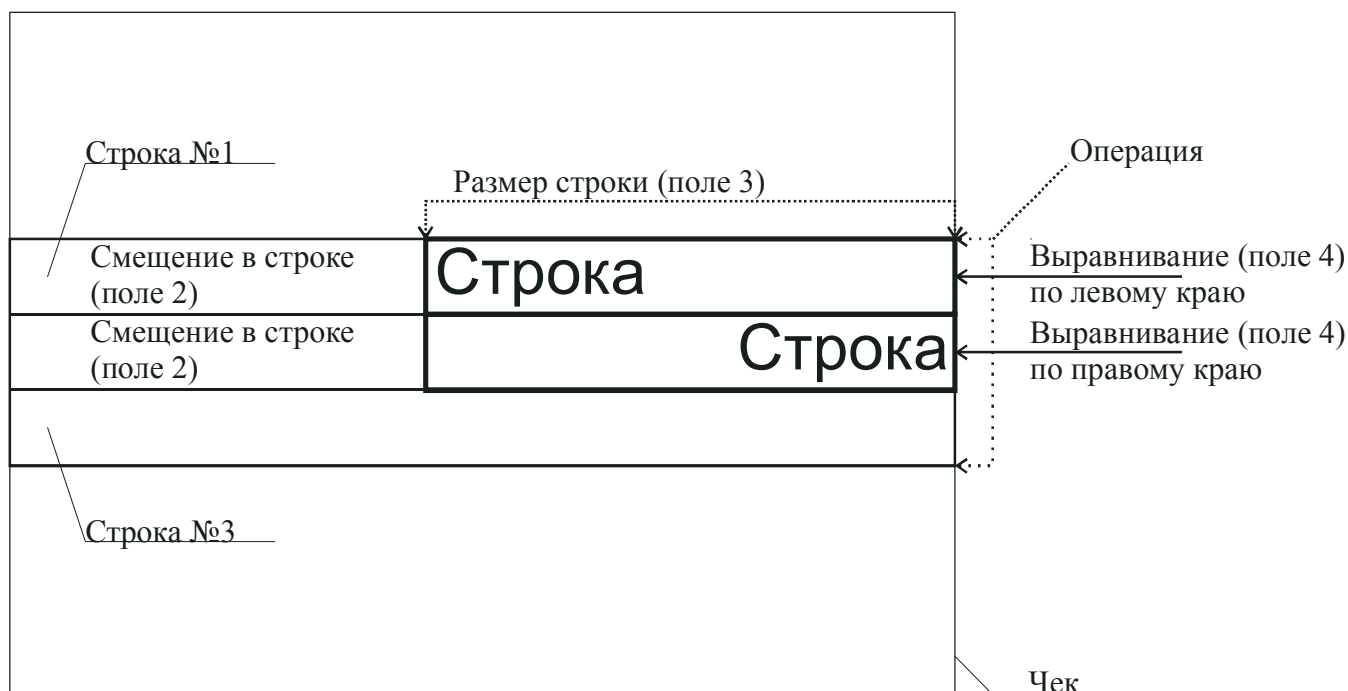 Строка №1
Операция
Размер строки (поле 3)
Смещение в строке
(поле 2)
Строка
Выравнивание (поле 4)
по левому краю
Смещение в строке
(поле 2)
Строка
Выравнивание (поле 4)
по правому краю
Строка №3
Чек